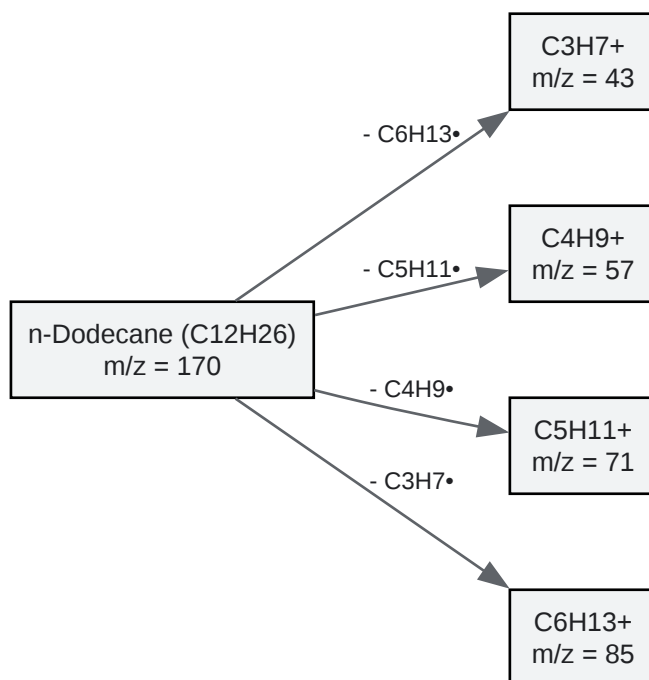 C3H7+
m/z = 43
- C6H13•
C4H9+
m/z = 57
- C5H11•
n-Dodecane (C12H26)
m/z = 170
- C4H9•
C5H11+
m/z = 71
- C3H7•
C6H13+
m/z = 85